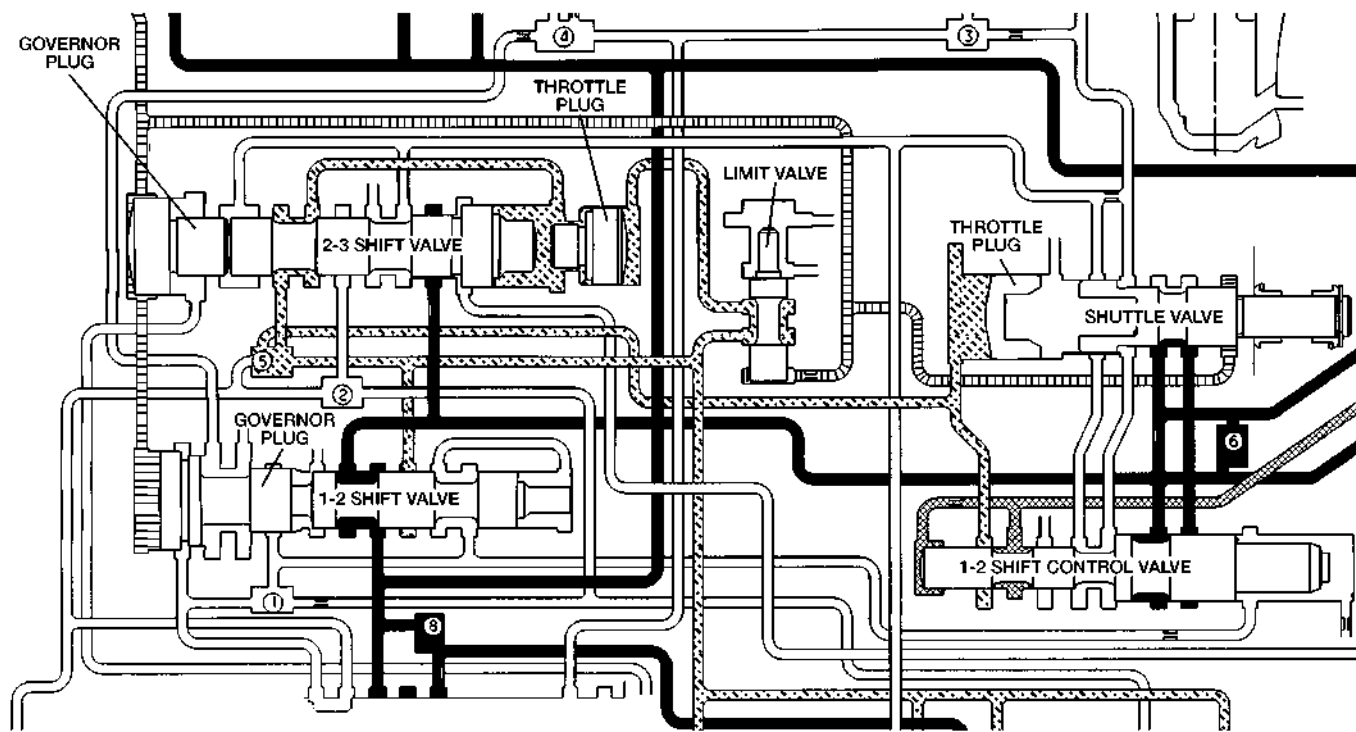 ④
③
GOVERNOR
PLUG
THROTTLE
PLUG
LIMIT VALVE
THROTTLE
PLUG
2-3 SHIFT VALVE
SHUTTLE VALVE
⑤
②
GOVERNOR
PLUG
⑥
1-2 SHIFT VALVE
1-2 SHIFT CONTROL VALVE
①
⑧